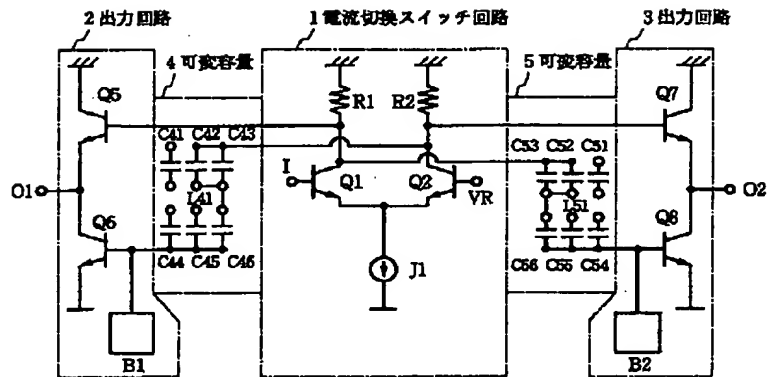 2出力回路
1電流切換スイッチ回路
3出力回路
4可変容量
5可変容量
Q5
R1
R2
Q7
C41 C42 C43
C53 C52 C51
I
Q1
Q2
VR
O1
L41
L51
O2
Q6
Q8
C44 C45 C46
J1
C56 C55 C54
B1
B2